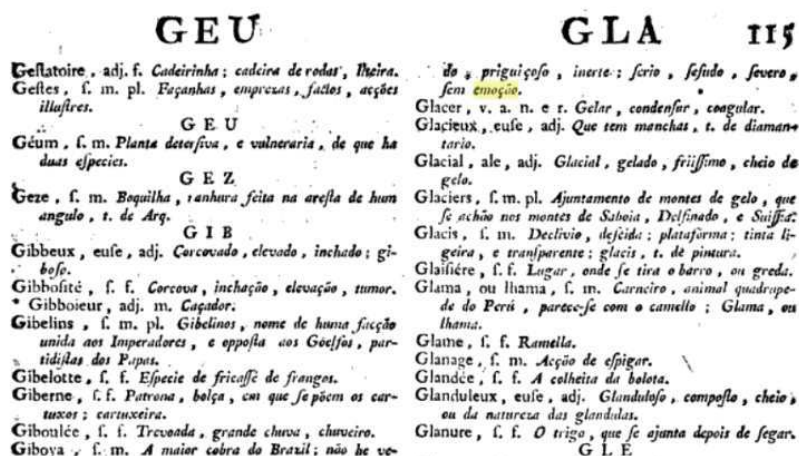 GEU
Geſtatoire, adj. f. Cadeirinha; cadeira de rodas, lheira.
Geſtes, ſ. m. pl. Façanhas, emprezas, factos, acções
illuſtres.
GEU
Géum, ſ. m. Planta deterſiva, e vulneraria, de que ha
duas eſpecies.
GEZ
Geze, ſ. m. Boquilha, ranhura feita na areſta de hum
angulo, t. de Arq.
GIB
Gibbeux, euſe, adj. Corcovado, elevado, inchado; gi-
boſo.
Gibboſité, ſ. f. Corcova, inchação, elevação, tumor.
* Gibboieur, adj. m. Caçador.
Gibelins, ſ. m. pl. Gibelinos, nome de huma facção
unida aos Imperadores, e oppoſta aos Goelfos, par-
tidiſtas dos Papas.
Gibelotte, ſ. f. Eſpecie de fricaſſé de frangos.
Giberne, ſ. f. Patrona, bolça, em que ſe põem os car-
tuxos; cartuxeira.
Giboulée, ſ. f. Trevoada, grande chuva, chuveiro.
Giboya, ſ. m. A maior cobra do Brazil; não he ve-
GLA 115
do, priguiçoſo, inerte; ſerio, ſeſudo, ſevero,
ſem emoção.
Glacer, v. a. n. e r. Gelar, condenſar, coagular.
Glacieux, euſe, adj. Que tem manchas, t. de diaman-
tario.
Glacial, ale, adj. Glacial, gelado, friiſſimo, cheio de
gelo.
Glaciers, ſ. m. pl. Ajuntamento de montes de gelo, que
ſe achão nos montes de Saboia, Delfinado, e Suiſſa.
Glacis, ſ. m. Declivio, deſcida; plataforma; tinta li-
geira, e tranſparente; glacis, t. de pintura.
Glaiſiére, ſ. f. Lugar, onde ſe tira o barro, ou greda.
Glama, ou lhama, ſ. m. Carneiro, animal quadrupe-
de do Perú, parece-ſe com o camello; Glama, ou
lhama.
Glame, ſ. f. Ramella.
Glanage, ſ. m. Acção de eſpigar.
Glandée, ſ. f. A colheita da bolota.
Glanduleux, euſe, adj. Glanduloſo, compoſto, cheio,
ou da natureza das glandulas.
Glanure, ſ. f. O trigo, que ſe ajunta depois de ſegar.
GLE